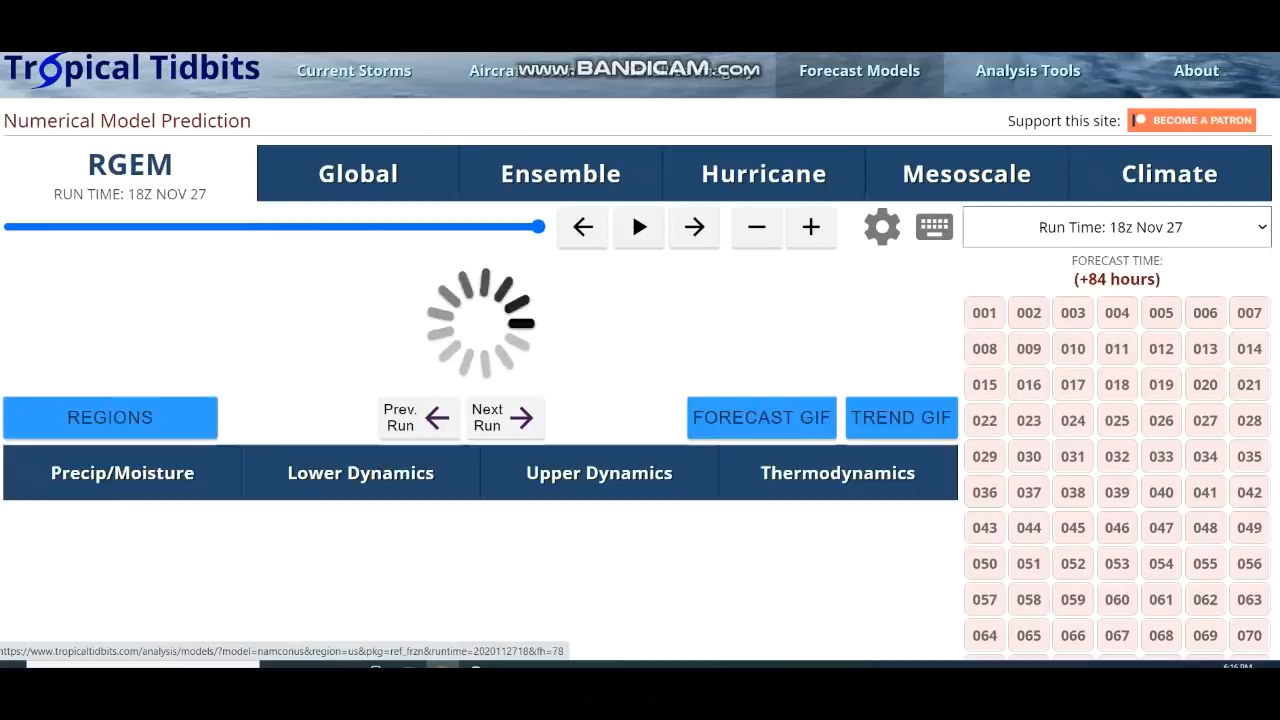 Tropical Tidbits
Current Storms
Aircra
www.BANDICAM.com
Forecast Models
Analysis Tools
About
Numerical Model Prediction
Support this site:
BECOME A PATRON
RGEM
RUN TIME: 18Z NOV 27
Global
Ensemble
Hurricane
Mesoscale
Climate
Run Time: 18z Nov 27
FORECAST TIME:
(+84 hours)
001 002 003 004 005 006 007
008 009 010 011 012 013 014
015 016 017 018 019 020 021
022 023 024 025 026 027 028
029 030 031 032 033 034 035
036 037 038 039 040 041 042
043 044 045 046 047 048 049
050 051 052 053 054 055 056
057 058 059 060 061 062 063
064 065 066 067 068 069 070
REGIONS
Prev.
Run
Next
Run
FORECAST GIF
TREND GIF
Precip/Moisture
Lower Dynamics
Upper Dynamics
Thermodynamics
https://www.tropicaltidbits.com/analysis/models/?model=namconus&region=us&pkg=ref_frzn&runtime=2020112718&fh=78
6:16 PM